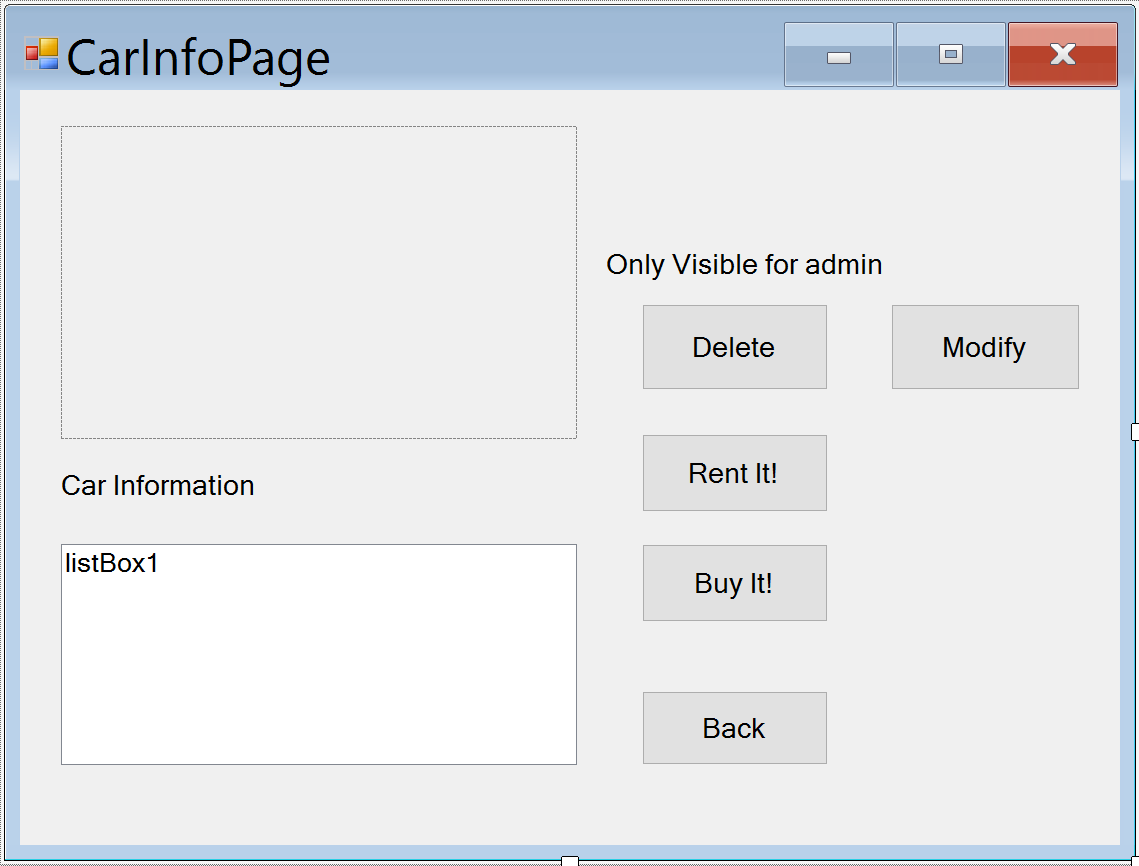 CarInfoPage
Only Visible for admin
Delete
Modify
Rent It!
Car Information
listBox1
Buy It!
Back